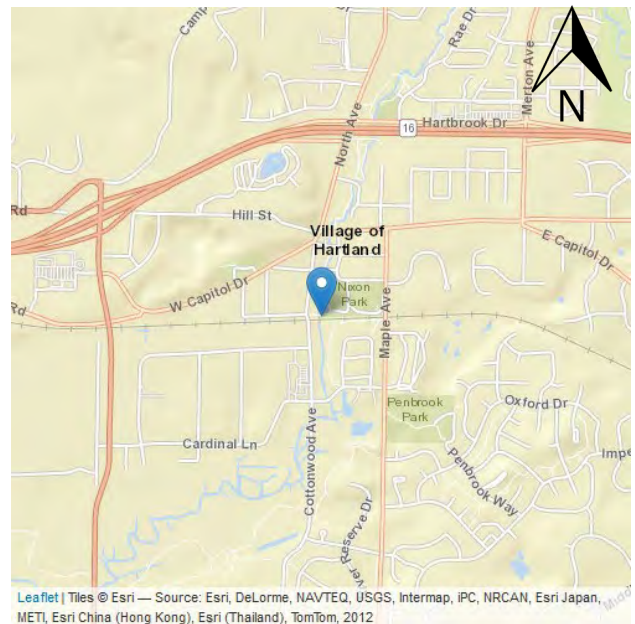 Camp
Rae Dr
Merton Ave
N
16
Hartbrook Dr
North Ave
Rd
Hill St
Village of
Hartland
E Capitol Dr
Nixon
Park
W Capitol Dr
Rd
Maple Ave
Penbrook
Park
Oxford Dr
Cardinal Ln
Cottonwood Ave
Impe
Penbrook Way
ver Reserve Dr
Leaflet | Tiles © Esri — Source: Esri, DeLorme, NAVTEQ, USGS, Intermap, iPC, NRCAN, Esri Japan,
METI, Esri China (Hong Kong), Esri (Thailand), TomTom, 2012